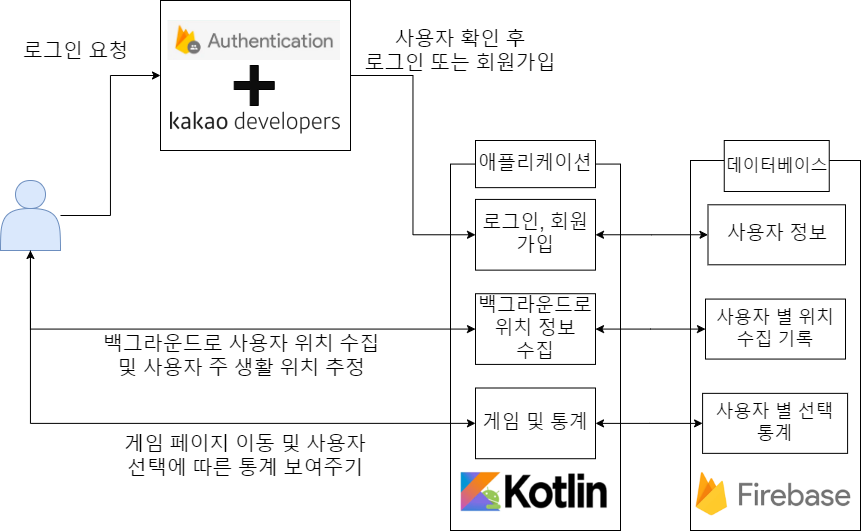 로그인 요청
Authentication
kakao developers
사용자 확인 후
로그인 또는 회원가입
애플리케이션
데이터베이스
로그인, 회원
가입
사용자 정보
백그라운드로
위치 정보
수집
사용자 별 위치
수집 기록
백그라운드로 사용자 위치 수집
및 사용자 주 생활 위치 추정
게임 및 통계
사용자 별 선택
통계
게임 페이지 이동 및 사용자
선택에 따른 통계 보여주기
Kotlin
Firebase